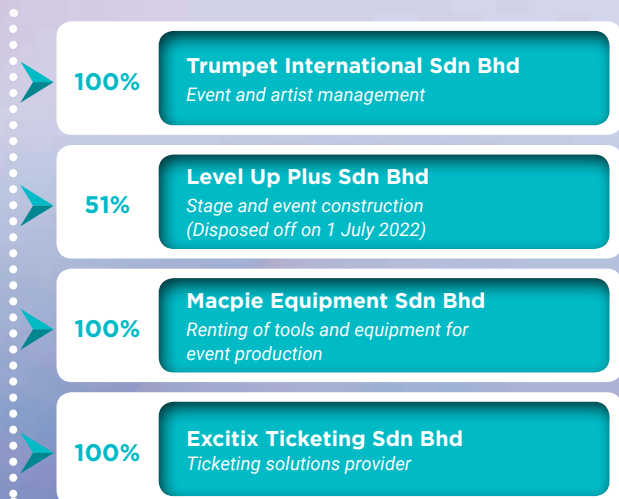 100%
Trumpet International Sdn Bhd
Event and artist management
51%
Level Up Plus Sdn Bhd
Stage and event construction
(Disposed off on 1 July 2022)
100%
Macpie Equipment Sdn Bhd
Renting of tools and equipment for
event production
100%
Excitix Ticketing Sdn Bhd
Ticketing solutions provider